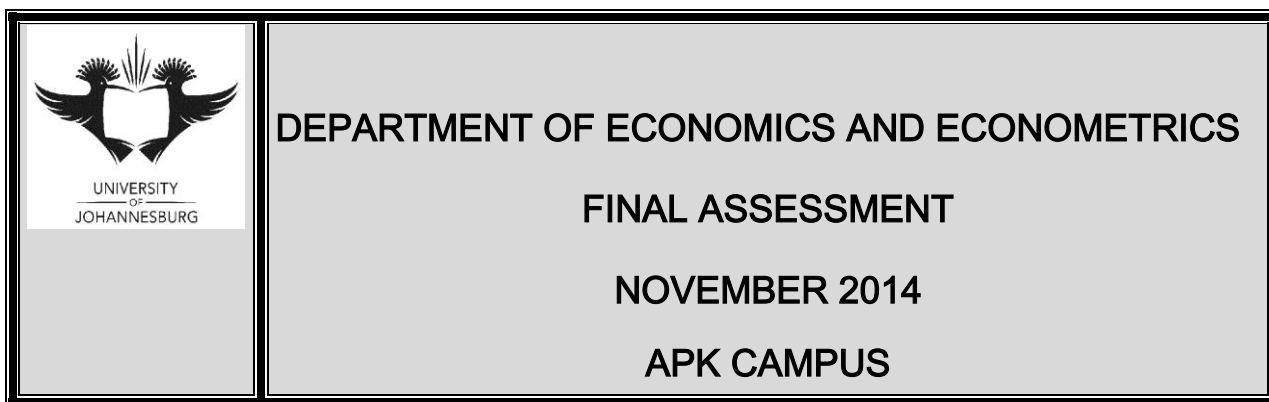 UNIVERSITY
OF
JOHANNESBURG
DEPARTMENT OF ECONOMICS AND ECONOMETRICS
FINAL ASSESSMENT
NOVEMBER 2014
APK CAMPUS